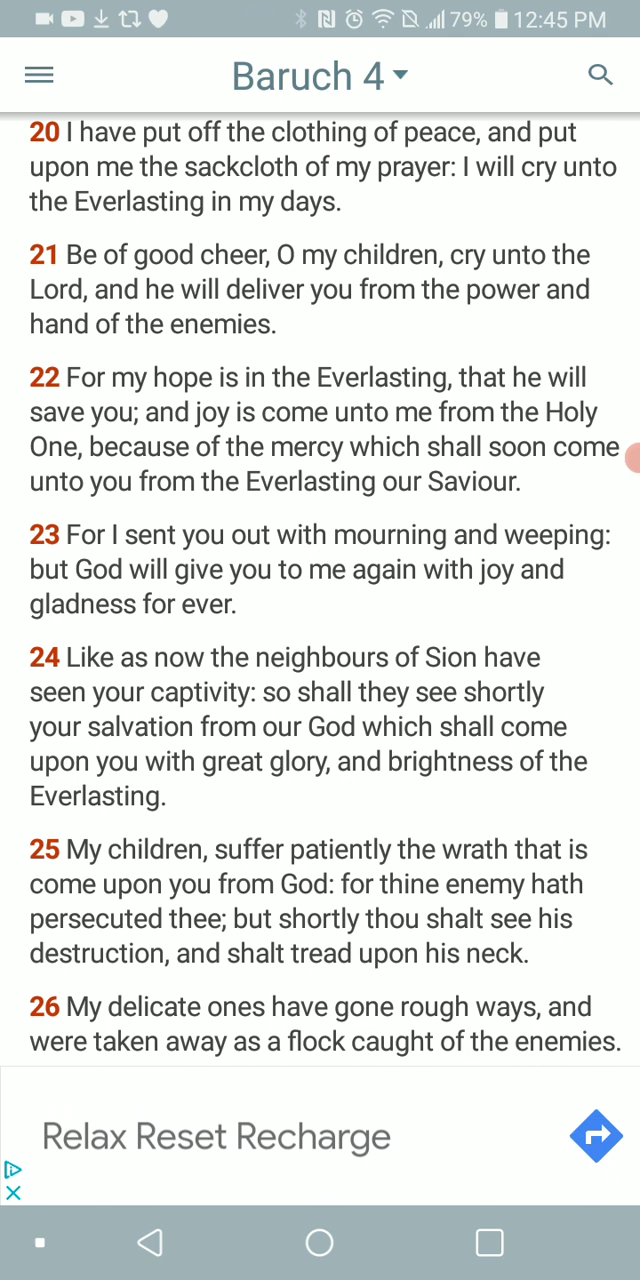 79% 12:45 PM
Baruch 4
20 I have put off the clothing of peace, and put
upon me the sackcloth of my prayer: I will cry unto
the Everlasting in my days.
21 Be of good cheer, O my children, cry unto the
Lord, and he will deliver you from the power and
hand of the enemies.
22 For my hope is in the Everlasting, that he will
save you; and joy is come unto me from the Holy
One, because of the mercy which shall soon come
unto you from the Everlasting our Saviour.
23 For I sent you out with mourning and weeping:
but God will give you to me again with joy and
gladness for ever.
24 Like as now the neighbours of Sion have
seen your captivity: so shall they see shortly
your salvation from our God which shall come
upon you with great glory, and brightness of the
Everlasting.
25 My children, suffer patiently the wrath that is
come upon you from God: for thine enemy hath
persecuted thee; but shortly thou shalt see his
destruction, and shalt tread upon his neck.
26 My delicate ones have gone rough ways, and
were taken away as a flock caught of the enemies.
Relax Reset Recharge